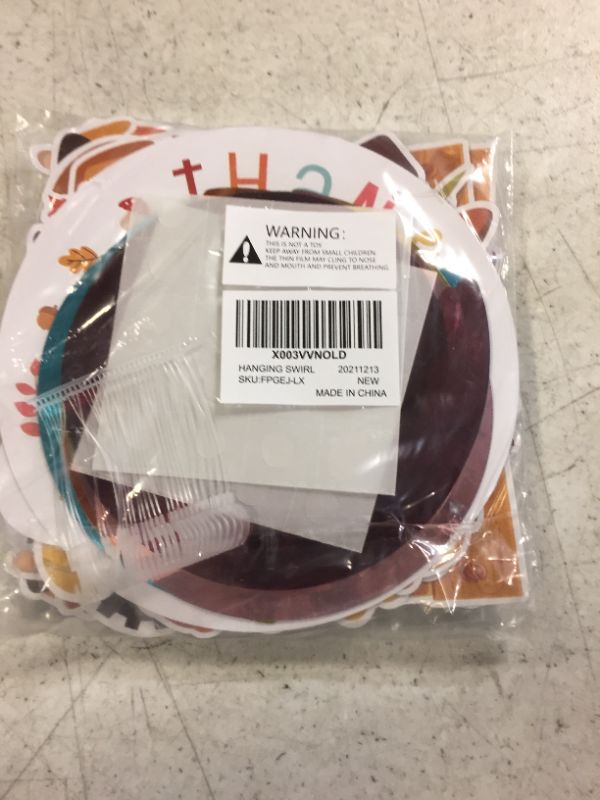 THAN
WARNING:
THIS IS NOT A TOY
KEEP AWAY FROM SMALL CHILDREN
THE THIN FILM MAY CLING TO NOSE
AND MOUTH AND PREVENT BREATHING
X003VVNOLD
HANGING SWIRL 20211213
SKU:FPGEJ-LX NEW
MADE IN CHINA